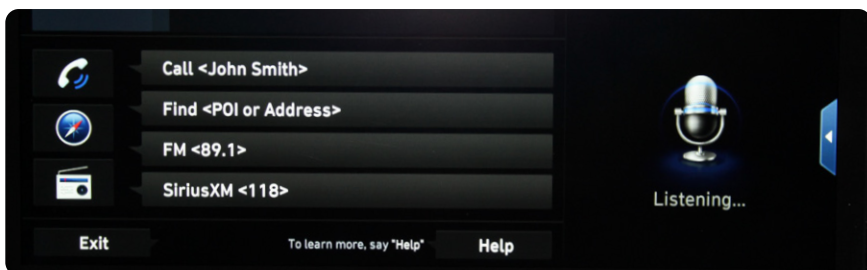 Call <John Smith>
Find <POI or Address>
FM <89.1>
SiriusXM <118>
Listening...
Exit
To learn more, say "Help"
Help